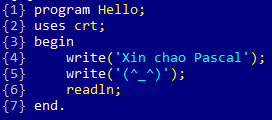 {1} program Hello;
{2} uses crt;
{3} begin
{4}     write('Xin chao Pascal');
{5}     write('(^_^)');
{6}     readln;
{7} end.